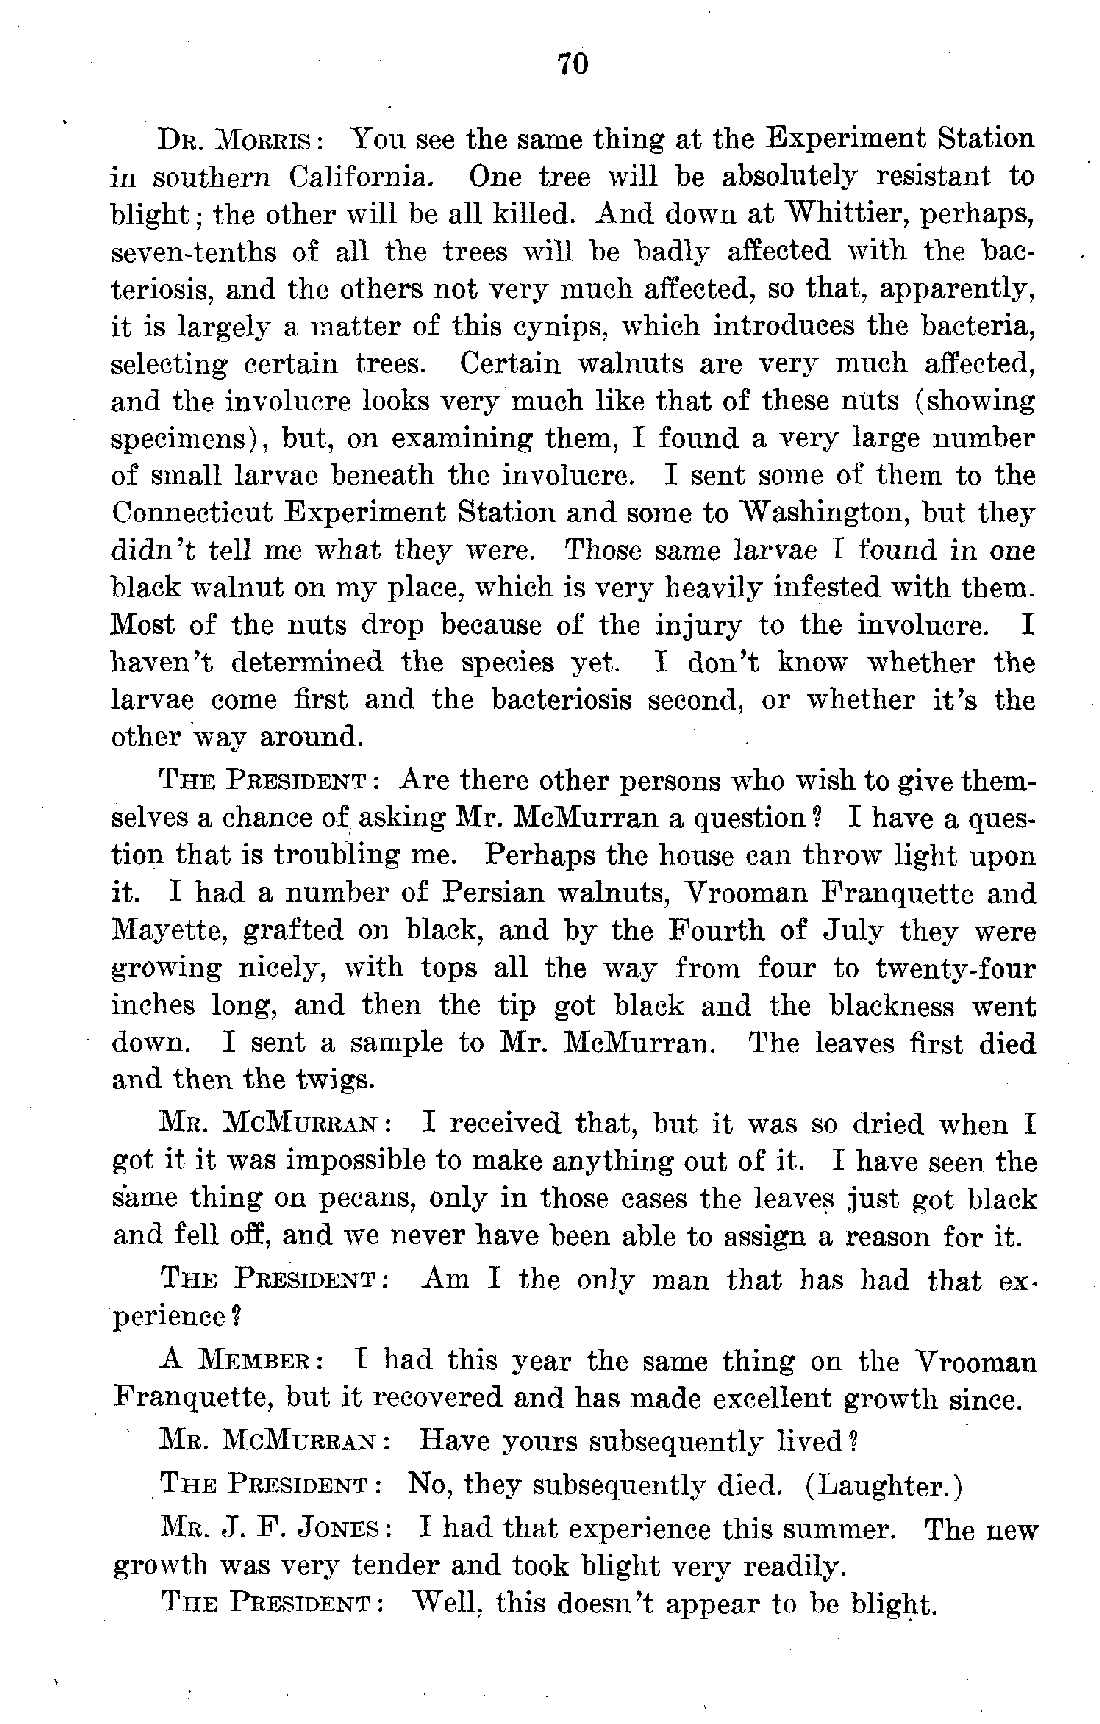 70
DR. MORRIS: You see the same thing at the Experiment Station
in southern California. One tree will be absolutely resistant to
blight; the other will be all killed. And down at Whittier, perhaps,
seven-tenths of all the trees will be badly affected with the bac-
teriosis, and the others not very much affected, so that, apparently,
it is largely a matter of this cynips, which introduces the bacteria,
selecting certain trees. Certain walnuts are very much affected,
and the involucre looks very much like that of these nuts (showing
specimens), but, on examining them, I found a very large number
of small larvae beneath the involucre. I sent some of them to the
Connecticut Experiment Station and some to Washington, but they
didn't tell me what they were. Those same larvae I found in one
black walnut on my place, which is very heavily infested with them.
Most of the nuts drop because of the injury to the involucre. I
haven't determined the species yet. I don't know whether the
larvae come first and the bacteriosis second, or whether it's the
other way around.
THE PRESIDENT: Are there other persons who wish to give them-
selves a chance of asking Mr. McMurran a question? I have a ques-
tion that is troubling me. Perhaps the house can throw light upon
it. I had a number of Persian walnuts, Vrooman Franquette and
Mayette, grafted on black, and by the Fourth of July they were
growing nicely, with tops all the way from four to twenty-four
inches long, and then the tip got black and the blackness went
down. I sent a sample to Mr. McMurran. The leaves first died
and then the twigs.
MR. MCMURRAN: I received that, but it was so dried when I
got it it was impossible to make anything out of it. I have seen the
same thing on pecans, only in those cases the leaves just got black
and fell off, and we never have been able to assign a reason for it.
THE PRESIDENT: Am I the only man that has had that ex-
perience?
A MEMBER: I had this year the same thing on the Vrooman
Franquette, but it recovered and has made excellent growth since.
MR. MCMURRAN: Have yours subsequently lived?
THE PRESIDENT: No, they subsequently died. (Laughter.)
MR. J. F. JONES: I had that experience this summer. The new
growth was very tender and took blight very readily.
THE PRESIDENT: Well, this doesn't appear to be blight.